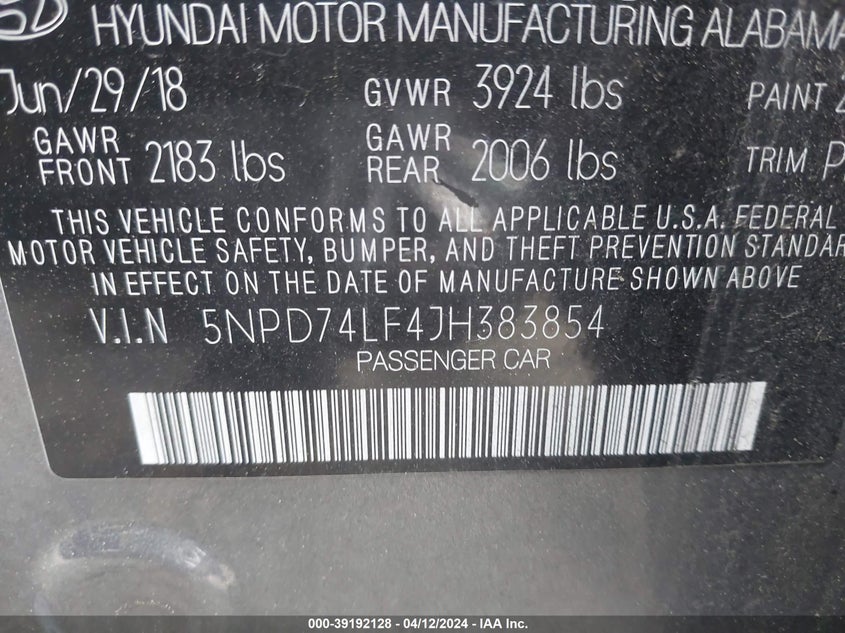 HYUNDAI MOTOR MANUFACTURING ALABAMA
Jun/29/18 GVWR 3924 lbs PAINT
GAWR FRONT 2183 lbs GAWR REAR 2006 lbs TRIM
THIS VEHICLE CONFORMS TO ALL APPLICABLE U.S.A. FEDERAL
MOTOR VEHICLE SAFETY, BUMPER, AND THEFT PREVENTION STANDAR
IN EFFECT ON THE DATE OF MANUFACTURE SHOWN ABOVE
V.I.N 5NPD74LF4JH383854
PASSENGER CAR
000-39192128 - 04/12/2024 - IAA Inc.